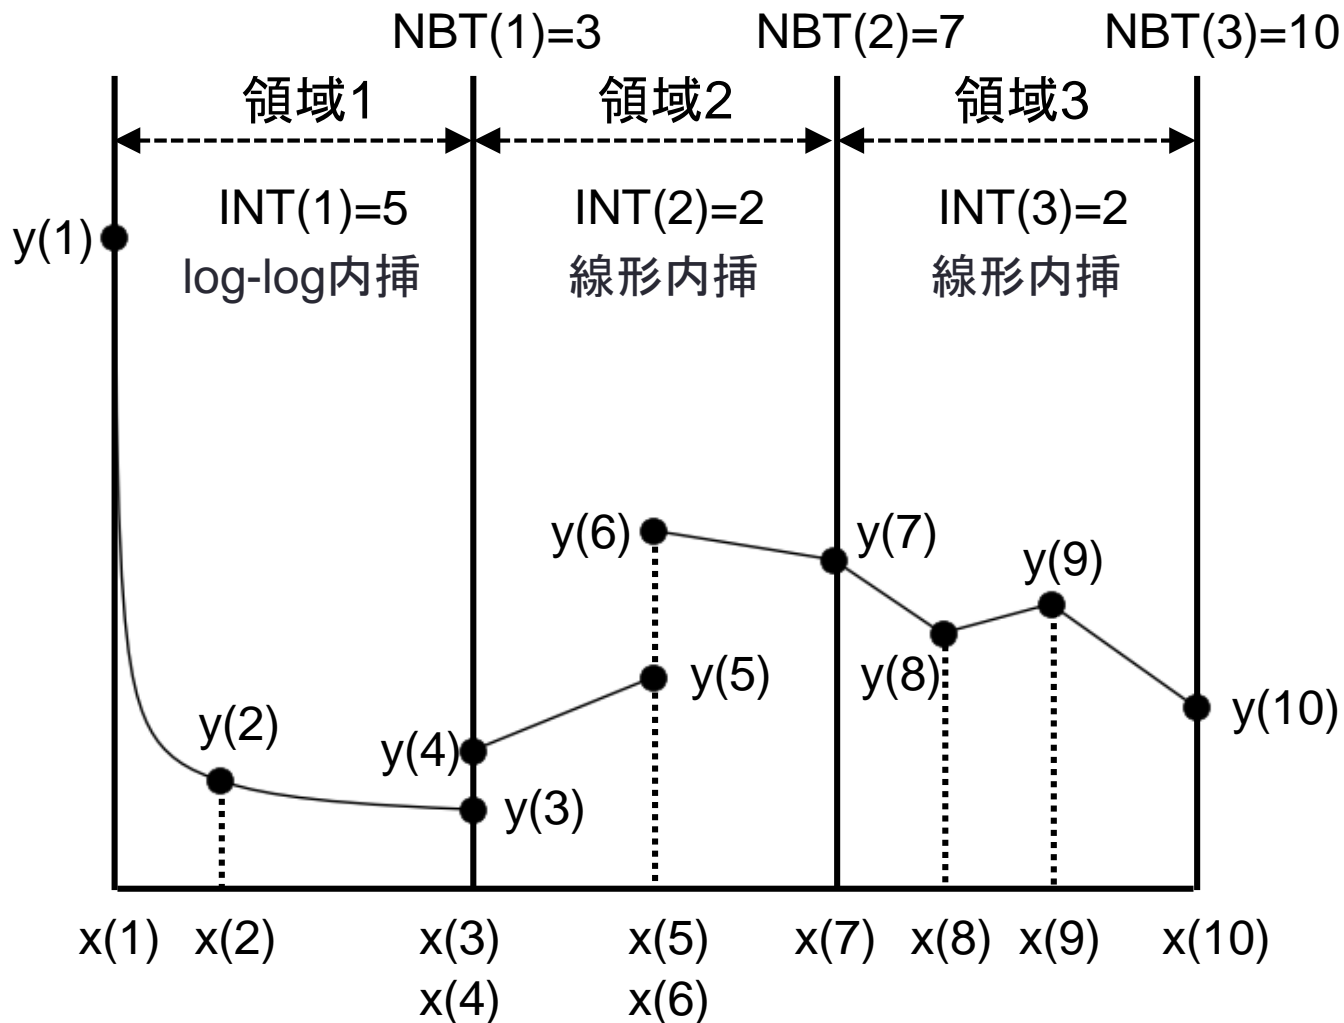 NBT(1)=3 NBT(2)=7 NBT(3)=10
領域1 領域2 領域3
INT(1)=5 INT(2)=2 INT(3)=2
y(1)
log-log内挿 線形内挿 線形内挿
y(6) y(7)
y(9)
y(5) y(8)
y(2)
y(4) y(10)
y(3)
x(1) x(2) x(3) x(5) x(7) x(8) x(9) x(10)
x(4) x(6)